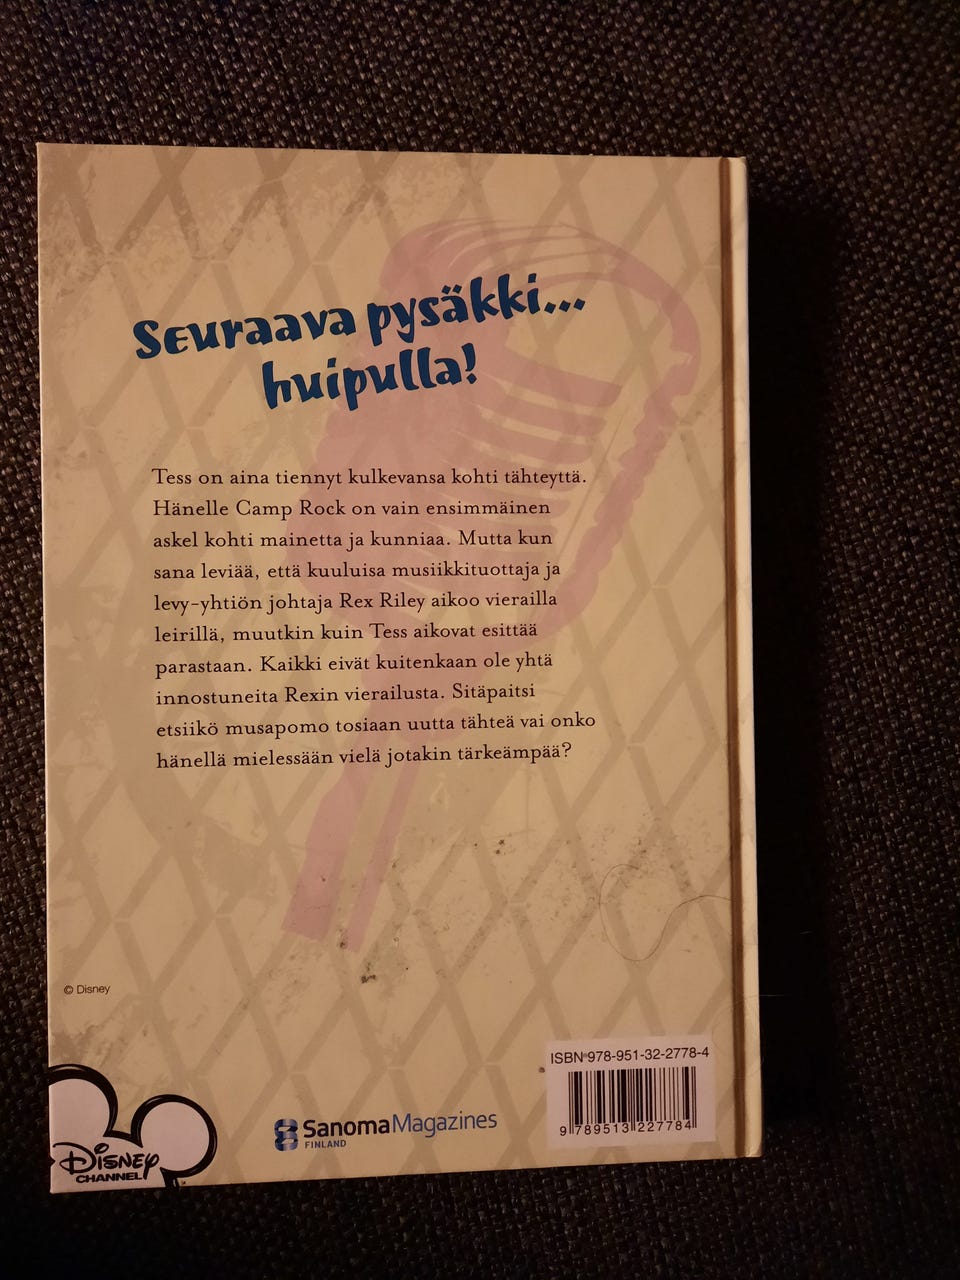 Seuraava pysäkki...
huipulla!
Tess on aina tiennyt kulkevansa kohti tähteyttä.
Hänelle Camp Rock on vain ensimmäinen
askel kohti mainetta ja kunniaa. Mutta kun
sana leviää, että kuuluisa musiikkituottaja ja
levy-yhtiön johtaja Rex Riley aikoo vierailla
leirillä, muutkin kuin Tess aikovat esittää
parastaan. Kaikki eivät kuitenkaan ole yhtä
innostuneita Rexin vierailusta. Sitäpaitsi
etsiikö musapomo tosiaan uutta tähteä vai onko
hänellä mielessään vielä jotakin tärkeämpää?
© Disney
ISBN 978-951-32-2778-4
9 789513 227784
SanomaMagazines
FINLAND
Disney
CHANNEL